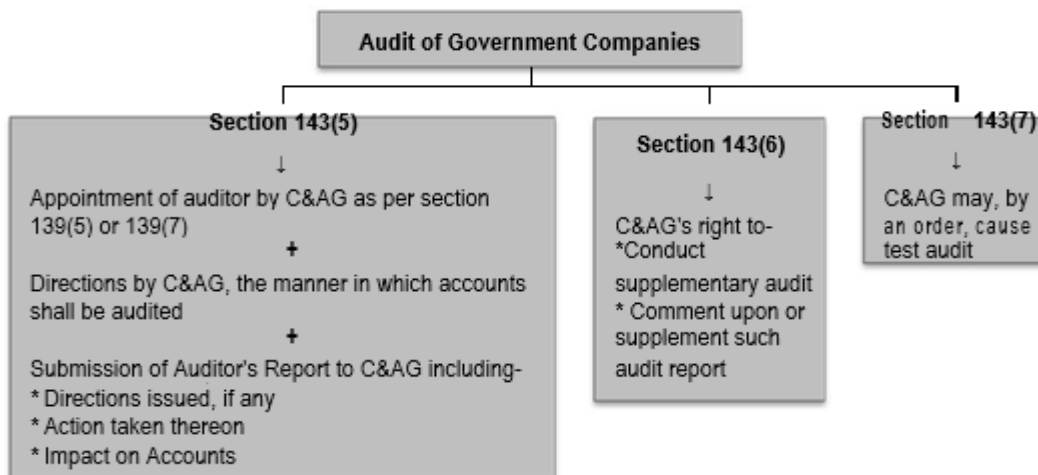 Audit of Government Companies
Section 143(5)
↓
Appointment of auditor by C&AG as per section
139(5) or 139(7)
+
Directions by C&AG, the manner in which accounts
shall be audited
+
Submission of Auditor's Report to C&AG including-
* Directions issued, if any
* Action taken thereon
* Impact on Accounts
Section 143(6)
↓
C&AG's right to-
*Conduct
supplementary audit
* Comment upon or
supplement such
audit report
Section 143(7)
↓
C&AG may, by
an order, cause
test audit